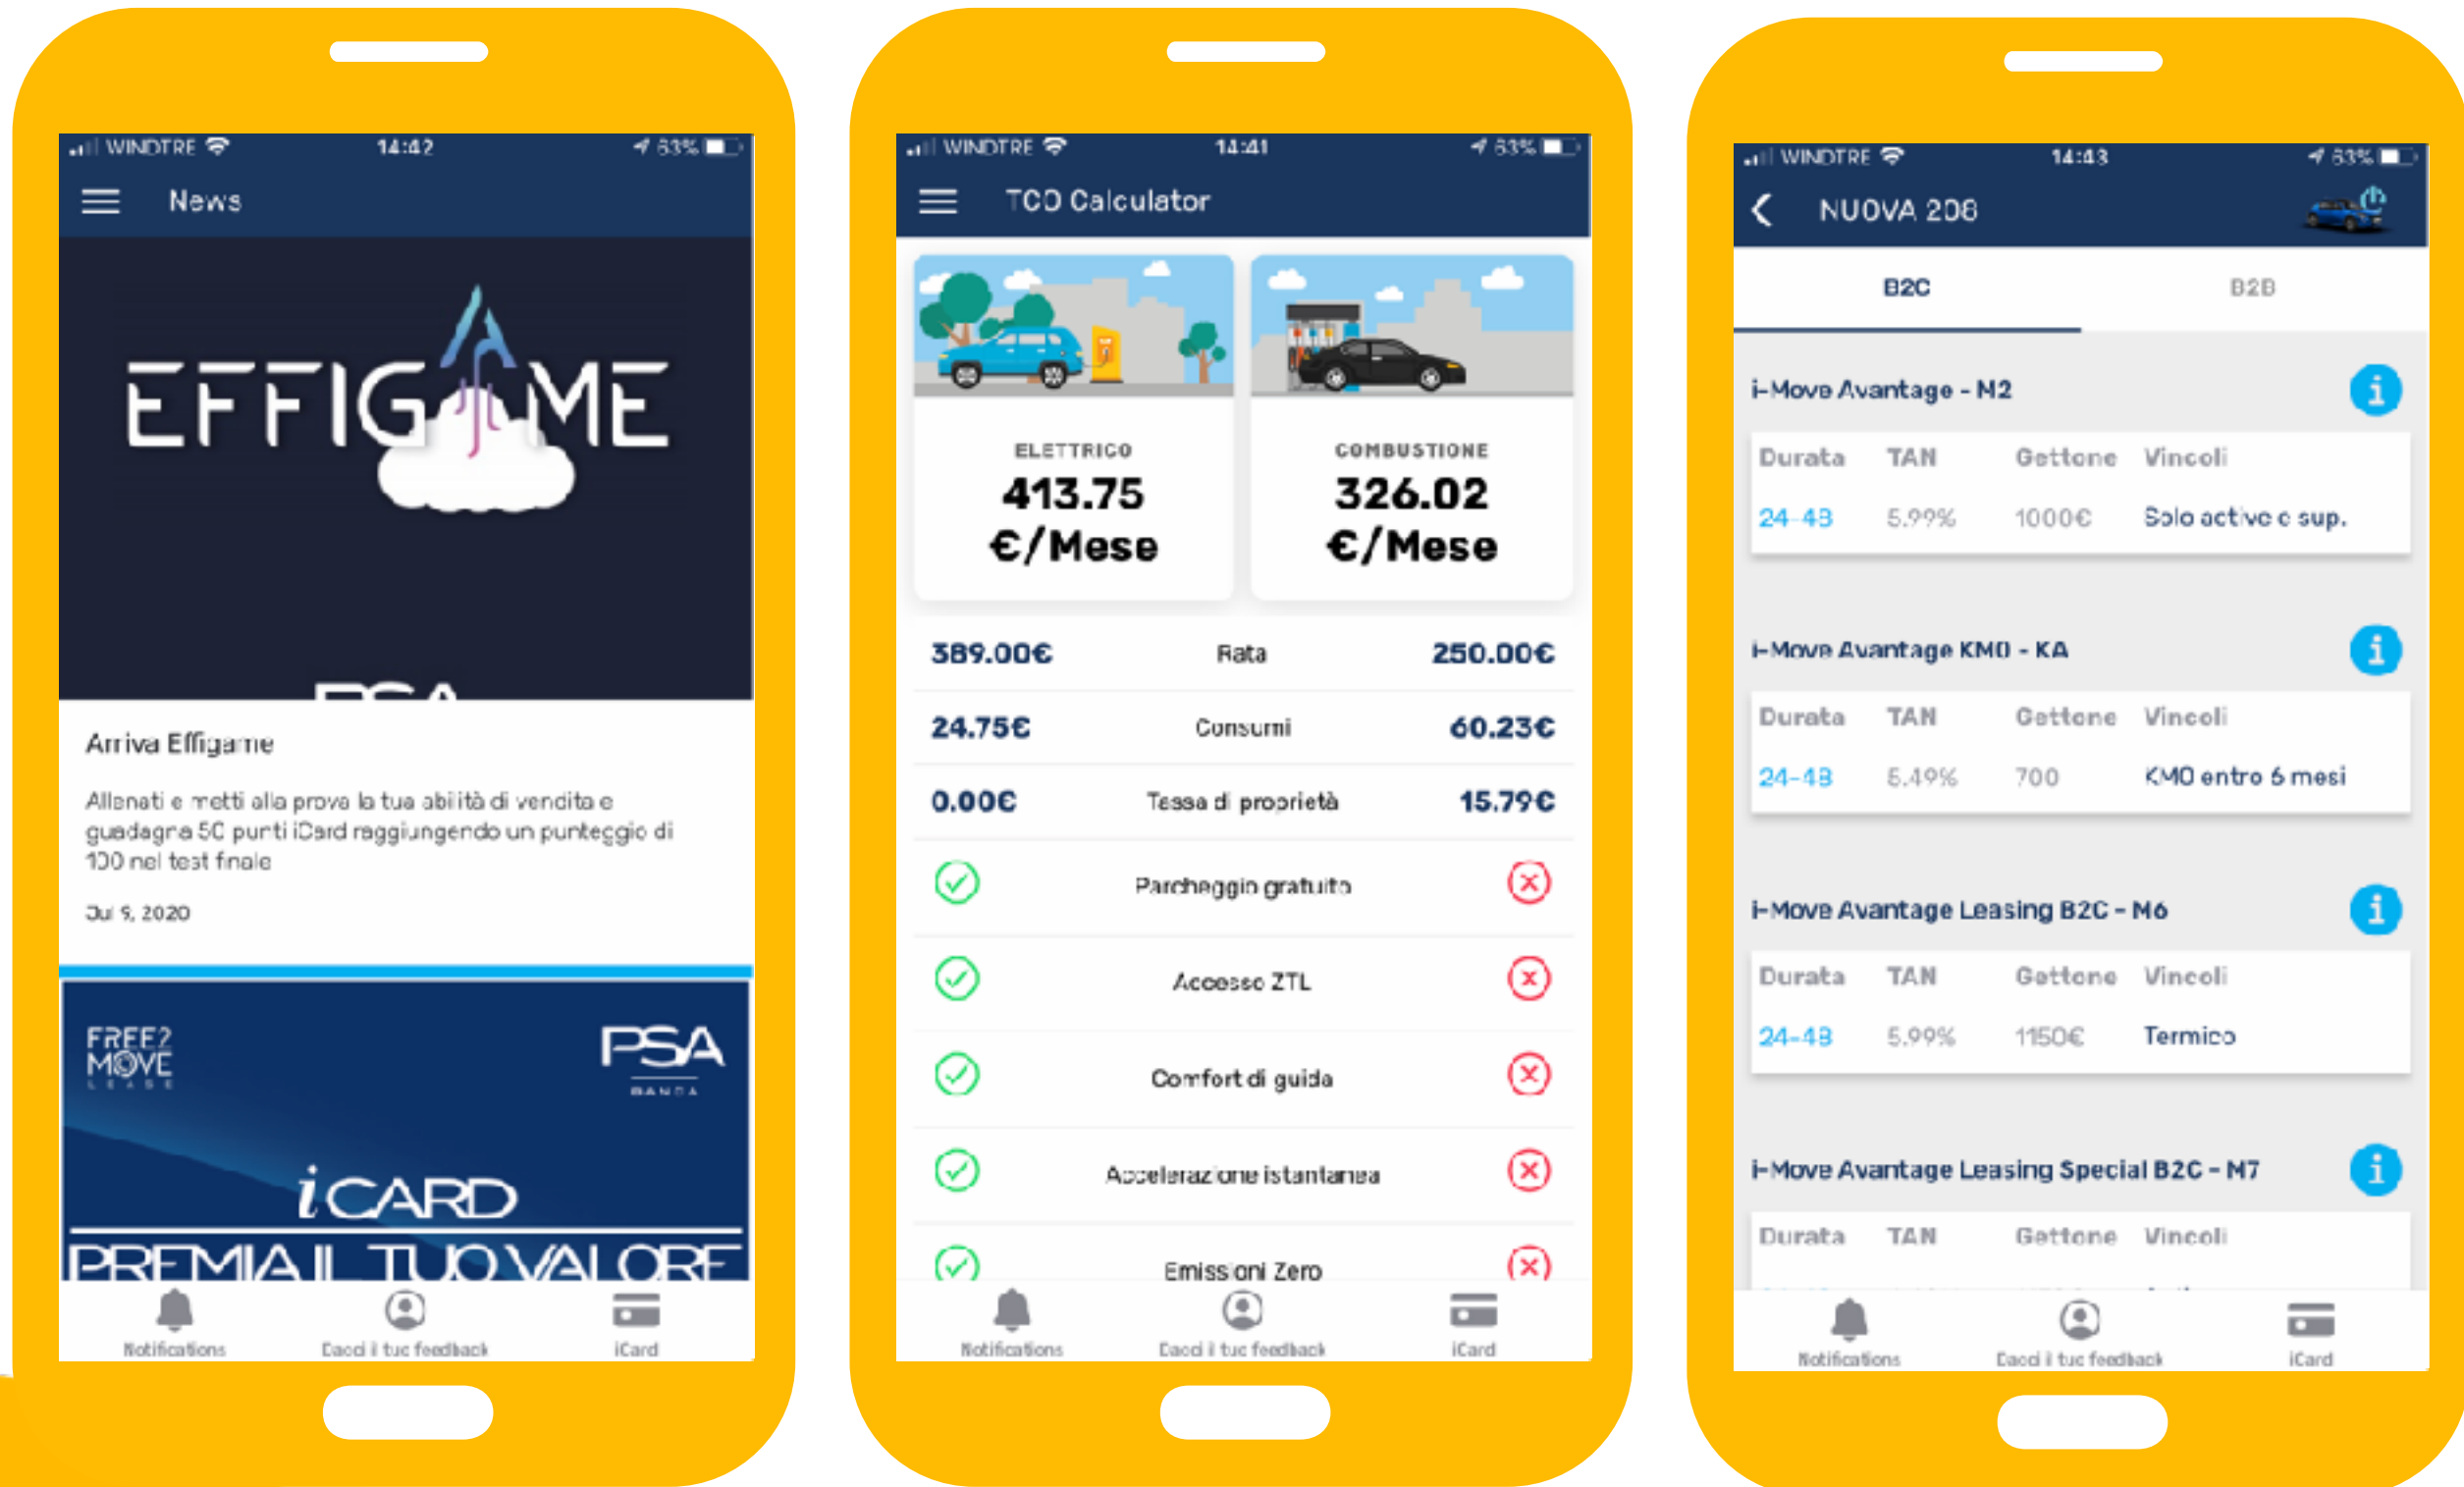 WINDTRE
14:42
63%
News
EFFIGAME
PSA
Arriva Effigame
Allenati e metti alla prova la tua abilità di vendita e
guadagna 50 punti iCard raggiungendo un punteggio di
100 nel test finale
Jul 9, 2020
FREE2
MOVE
LEASE
PSA
BANCA
iCARD
PREMIA IL TUO VALORE
Notifications
Dacci il tuo feedback
iCard
WINDTRE
14:41
63%
TCO Calculator
ELETTRICO
413.75
€/Mese
COMBUSTIONE
326.02
€/Mese
389.00€ Rata 250.00€
24.75€ Consumi 60.23€
0.00€ Tassa di proprietà 15.79€
Parcheggio gratuito
Accesso ZTL
Comfort di guida
Accelerazione istantanea
Emissioni Zero
Notifications
Dacci il tuo feedback
iCard
WINDTRE
14:43
63%
NUOVA 208
B2C B2B
i-Move Avantage - M2
Durata TAN Gettone Vincoli
24-48 5.99% 1000€ Solo active e sup.
i-Move Avantage KM0 - KA
Durata TAN Gettone Vincoli
24-48 5.49% 700 KM0 entro 6 mesi
i-Move Avantage Leasing B2C - M6
Durata TAN Gettone Vincoli
24-48 5.99% 1150€ Termico
i-Move Avantage Leasing Special B2C - M7
Durata TAN Gettone Vincoli
Notifications
Dacci il tuo feedback
iCard